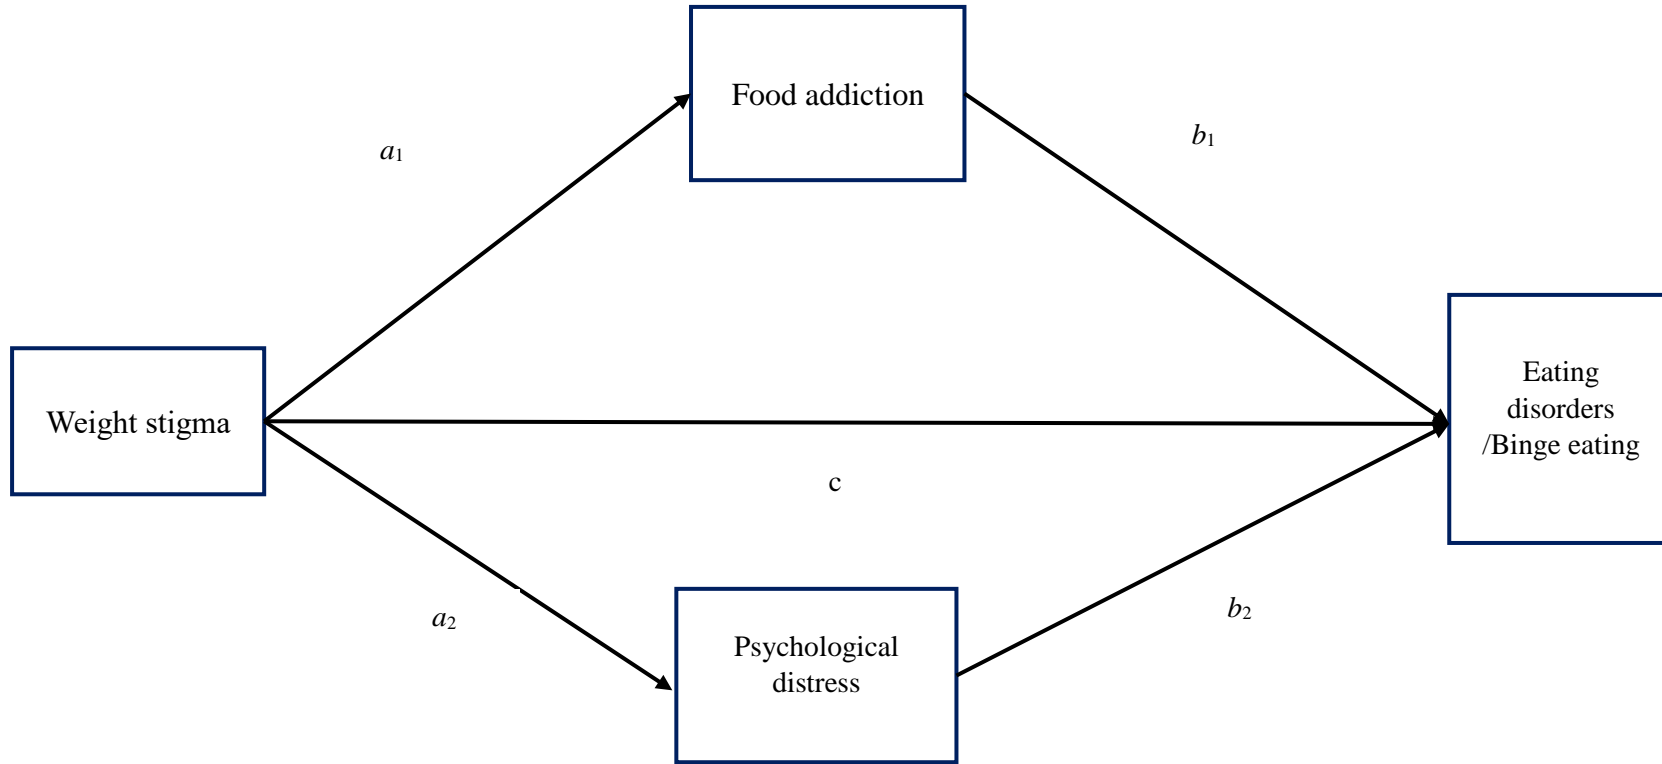 Food addiction
a₁
b₁
Weight stigma
Eating
disorders
/Binge eating
c
a₂
b₂
Psychological
distress